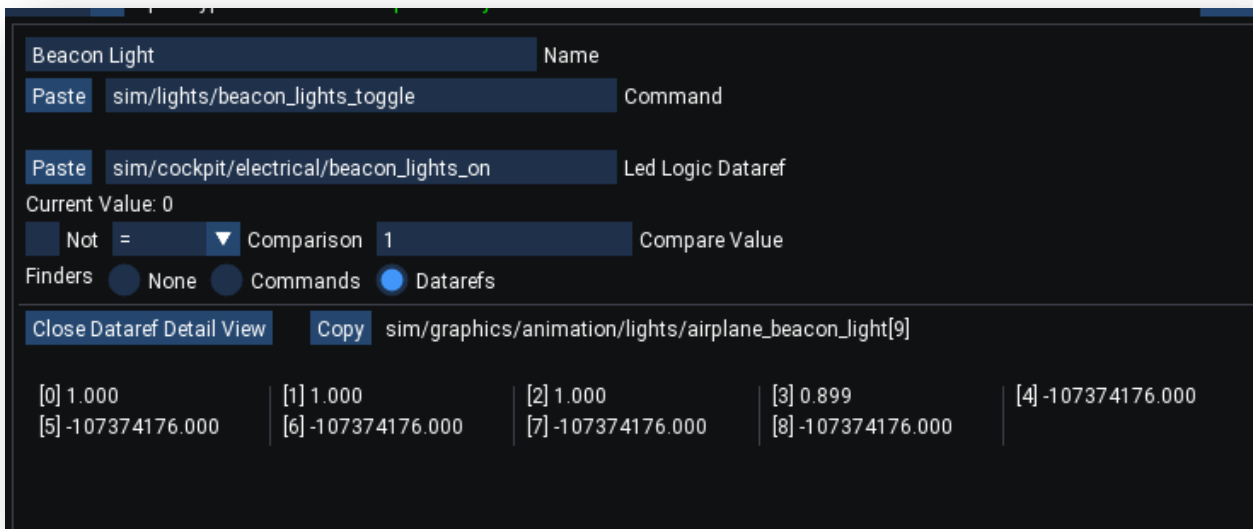 Beacon Light Name
Paste sim/lights/beacon_lights_toggle Command
Paste sim/cockpit/electrical/beacon_lights_on Led Logic Dataref
Current Value: 0
Not = Comparison 1 Compare Value
Finders None Commands Datarefs
Close Dataref Detail View Copy sim/graphics/animation/lights/airplane_beacon_light[9]
[0] 1.000 [1] 1.000 [2] 1.000 [3] 0.899 [4] -107374176.000
[5] -107374176.000 [6] -107374176.000 [7] -107374176.000 [8] -107374176.000